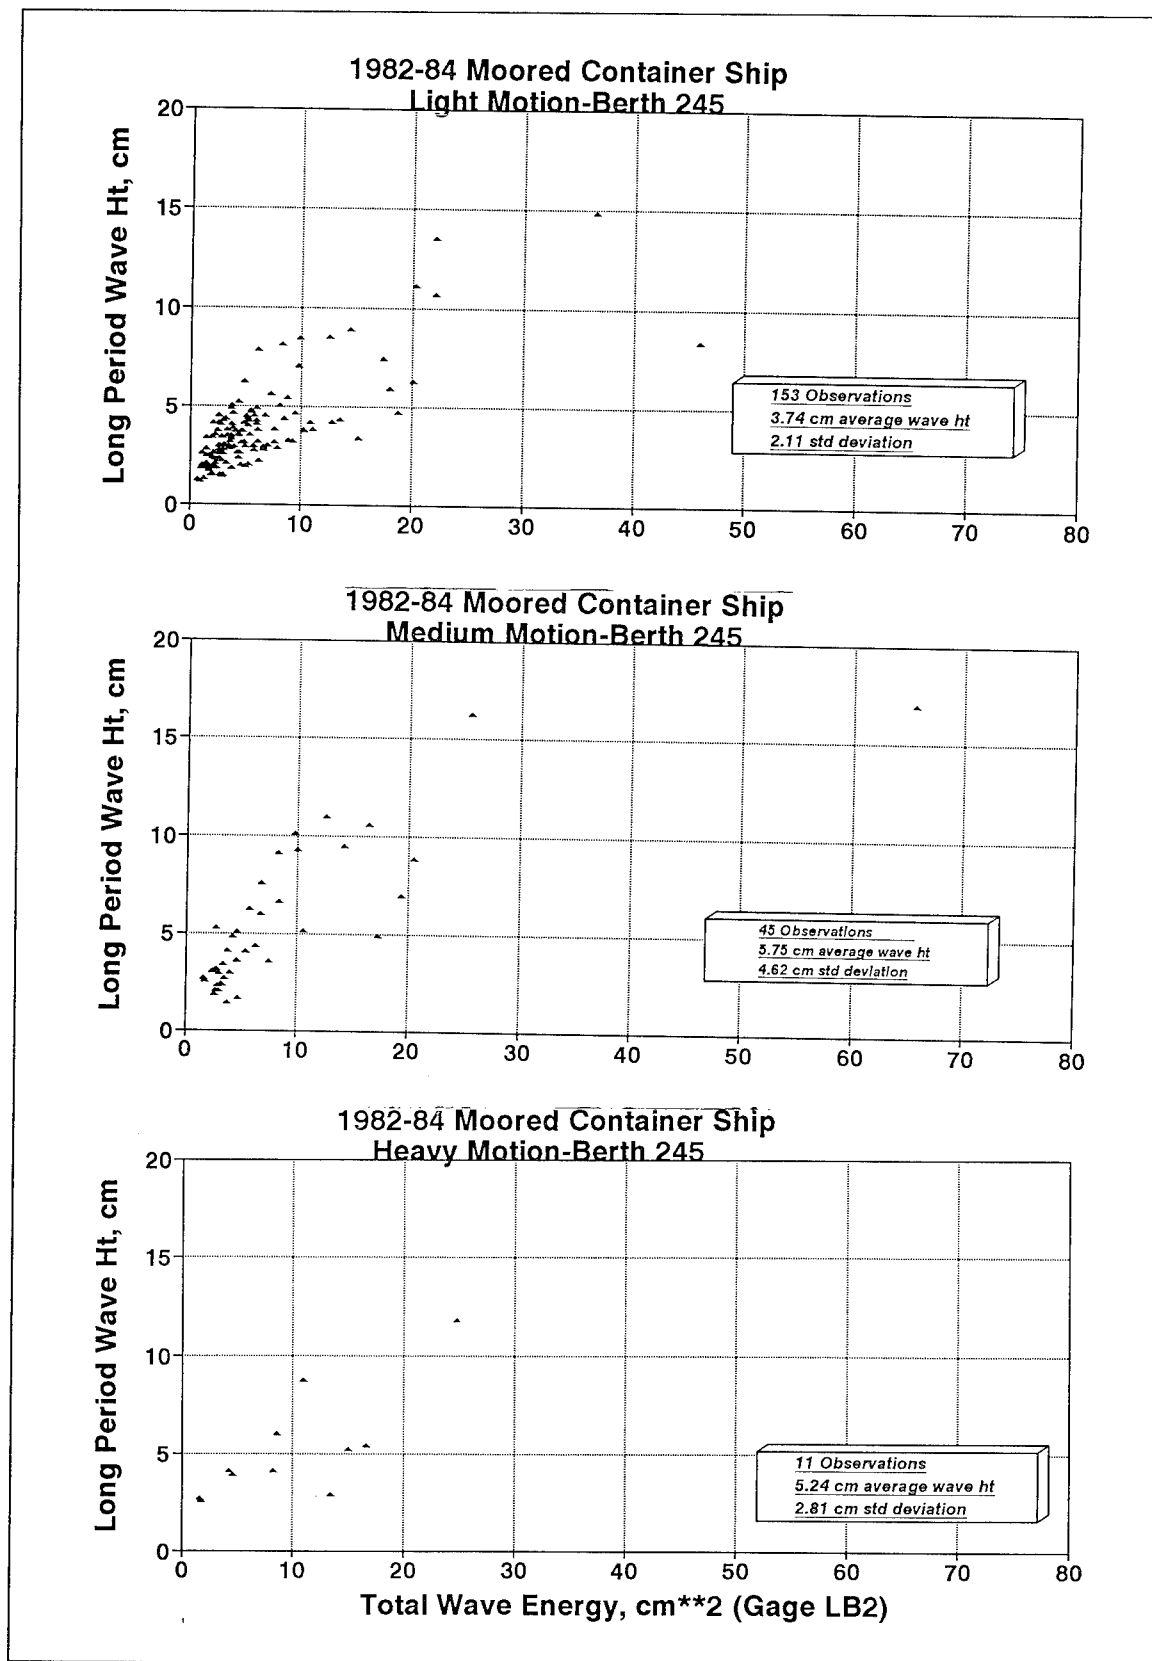 1982-84 Moored Container Ship
Light Motion-Berth 245
Long Period Wave Ht, cm
20
15
10
5
0
153 Observations
3.74 cm average wave ht
2.11 std deviation
0 10 20 30 40 50 60 70 80
1982-84 Moored Container Ship
Medium Motion-Berth 245
Long Period Wave Ht, cm
20
15
10
5
0
45 Observations
5.75 cm average wave ht
4.62 cm std deviation
0 10 20 30 40 50 60 70 80
1982-84 Moored Container Ship
Heavy Motion-Berth 245
Long Period Wave Ht, cm
20
15
10
5
0
11 Observations
5.24 cm average wave ht
2.81 cm std deviation
0 10 20 30 40 50 60 70 80
Total Wave Energy, cm**2 (Gage LB2)